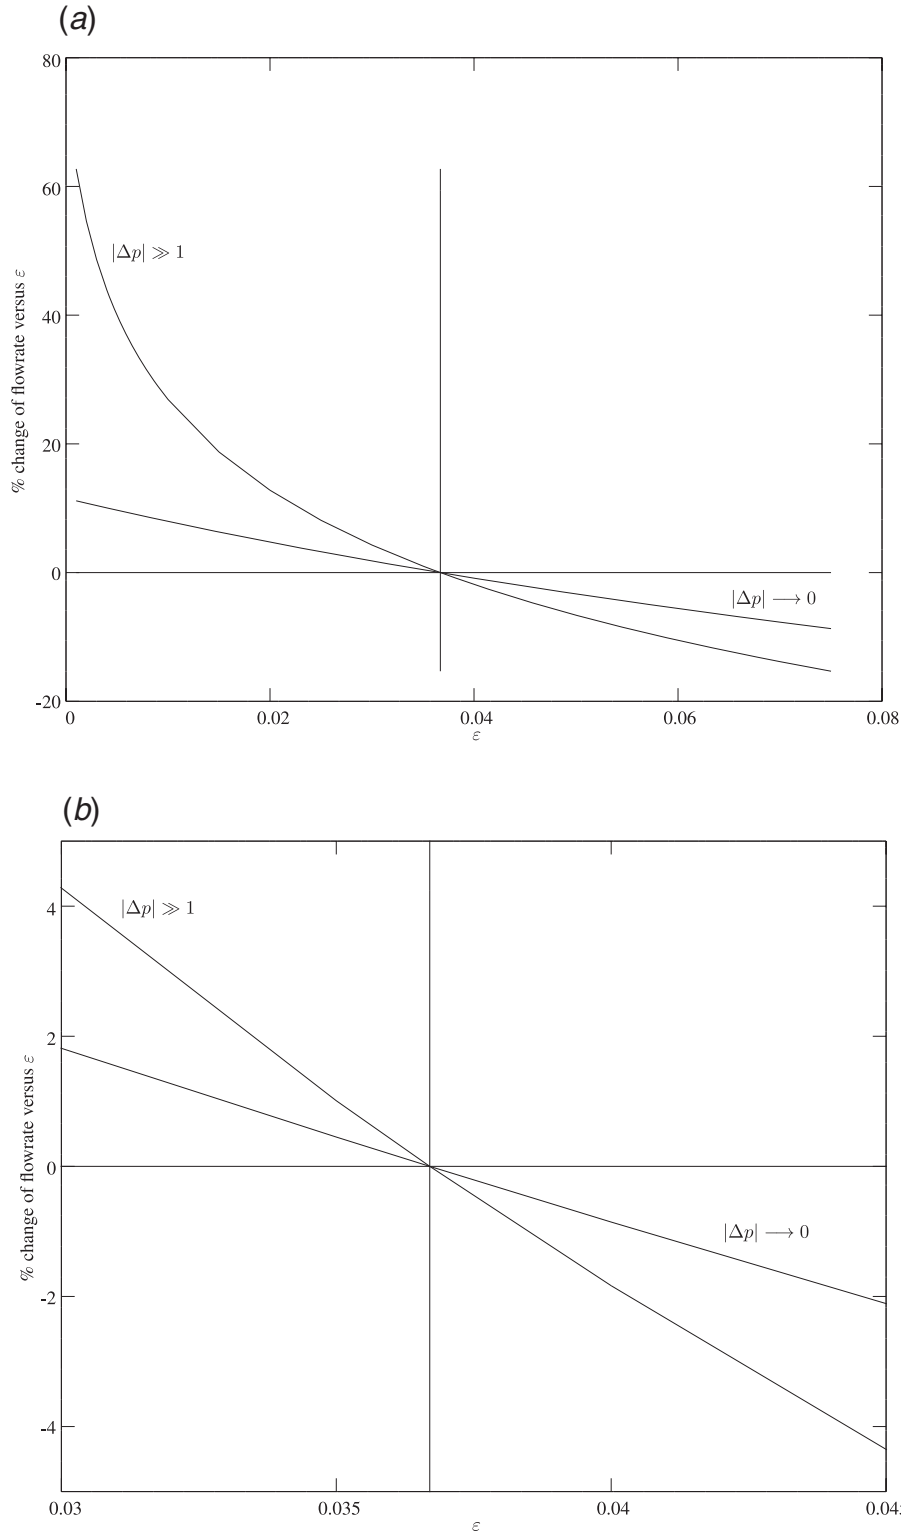 (a)
80
60
|Δp| ≫ 1
40
% change of flowrate versus ε
20
0
|Δp| → 0
-20
0 0.02 0.04 0.06 0.08
ε
(b)
4
|Δp| ≫ 1
2
% change of flowrate versus ε
0
|Δp| → 0
-2
-4
0.03 0.035 0.04 0.04
ε